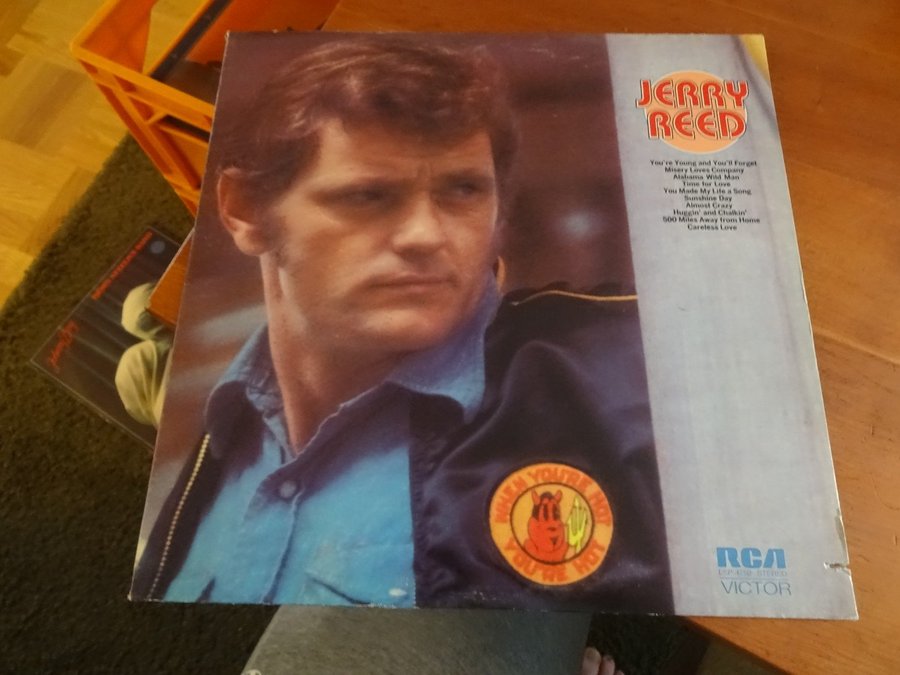 JERRY
REED
You're Young and You'll Forget
Misery Loves Company
Alabama Wild Man
Time for Love
You Made My Life a Song
Sunshine Day
Almost Crazy
Huggin' and Chalkin'
500 Miles Away from Home
Careless Love
WHEN YOU'RE HOT
YOU'RE HOT
RCA
STEREO
VICTOR